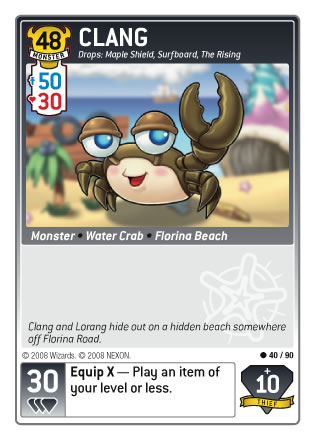 48
MONSTER
CLANG
Drops: Maple Shield, Surfboard, The Rising
50
30
Monster • Water Crab • Florina Beach
Clang and Lorang hide out on a hidden beach somewhere
off Florina Road.
© 2008 Wizards. © 2008 NEXON.
● 40 / 90
30
Equip X — Play an item of
your level or less.
+
10
THIEF